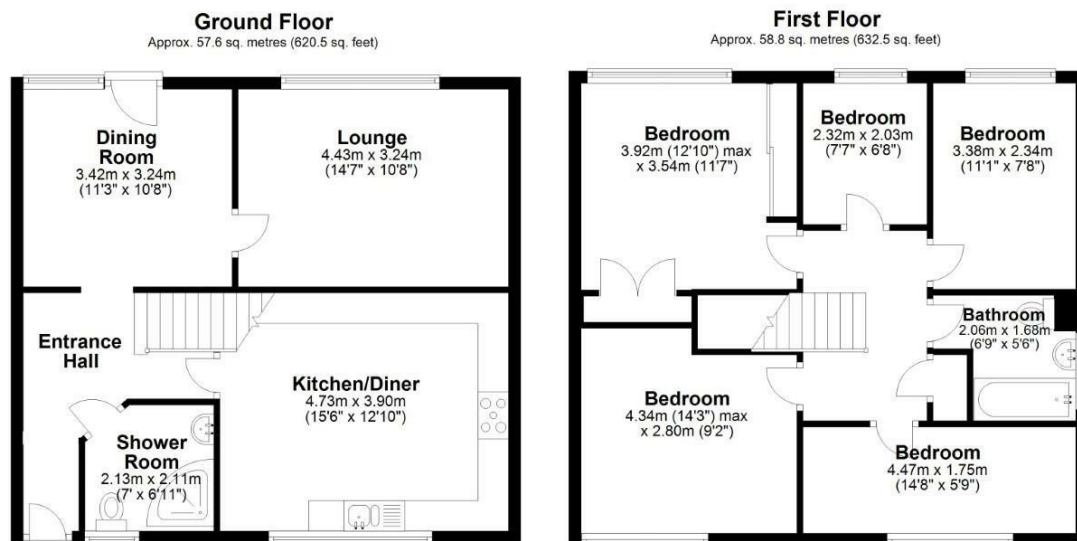 Ground Floor
Approx. 57.6 sq. metres (620.5 sq. feet)
Dining
Room
3.42m x 3.24m
(11'3" x 10'8")
Lounge
4.43m x 3.24m
(14'7" x 10'8")
Entrance
Hall
Kitchen/Diner
4.73m x 3.90m
(15'6" x 12'10")
Shower
Room
2.13m x 2.11m
(7' x 6'11")
First Floor
Approx. 58.8 sq. metres (632.5 sq. feet)
Bedroom
3.92m (12'10") max
x 3.54m (11'7")
Bedroom
2.32m x 2.03m
(7'7" x 6'8")
Bedroom
3.38m x 2.34m
(11'1" x 7'8")
Bathroom
2.06m x 1.68m
(6'9" x 5'6")
Bedroom
4.34m (14'3") max
x 2.80m (9'2")
Bedroom
4.47m x 1.75m
(14'8" x 5'9")